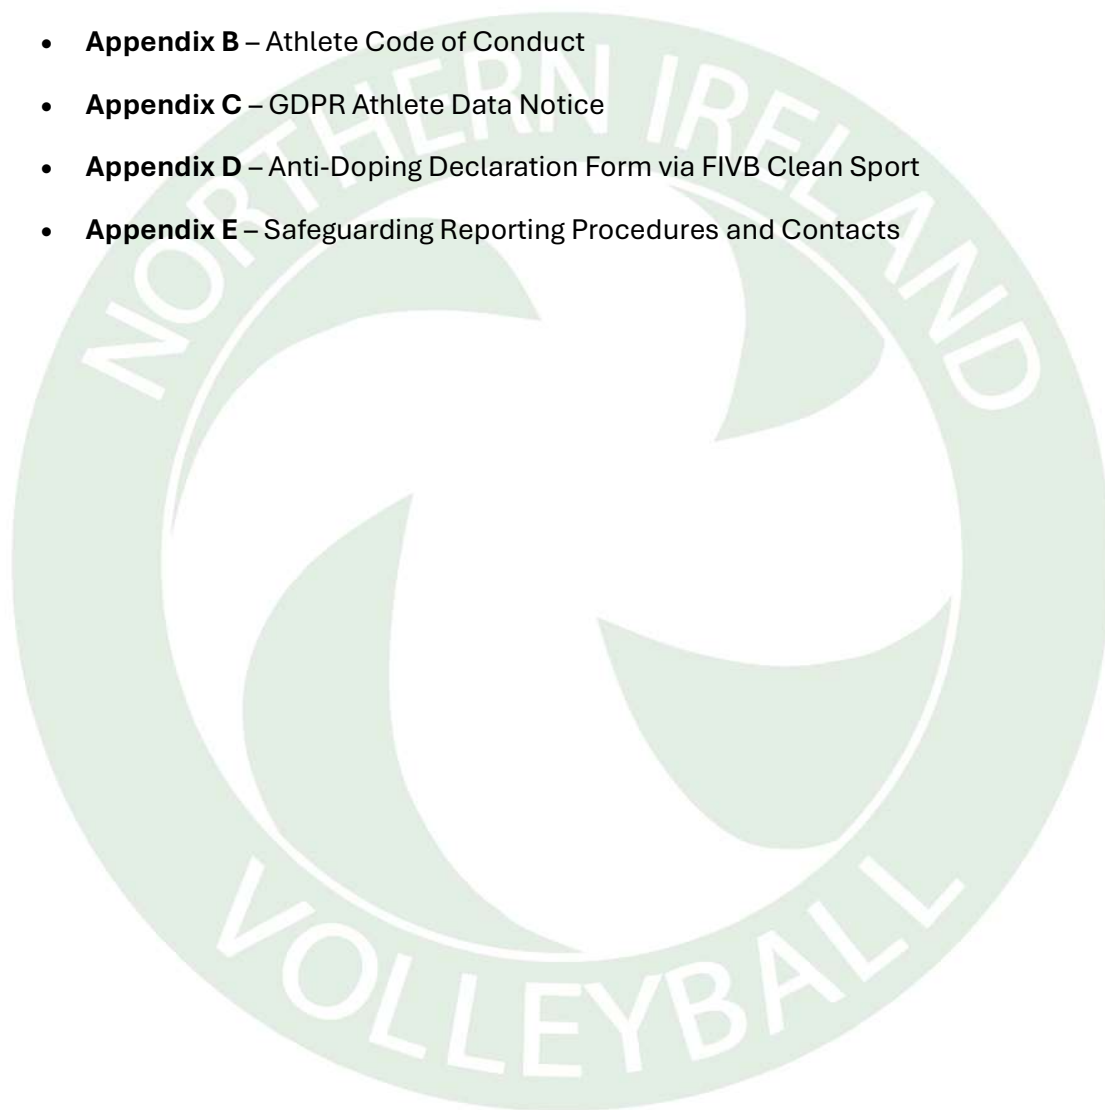 • Appendix B – Athlete Code of Conduct
• Appendix C – GDPR Athlete Data Notice
• Appendix D – Anti-Doping Declaration Form via FIVB Clean Sport
• Appendix E – Safeguarding Reporting Procedures and Contacts
NORTHERN IRELAND
VOLLEYBALL